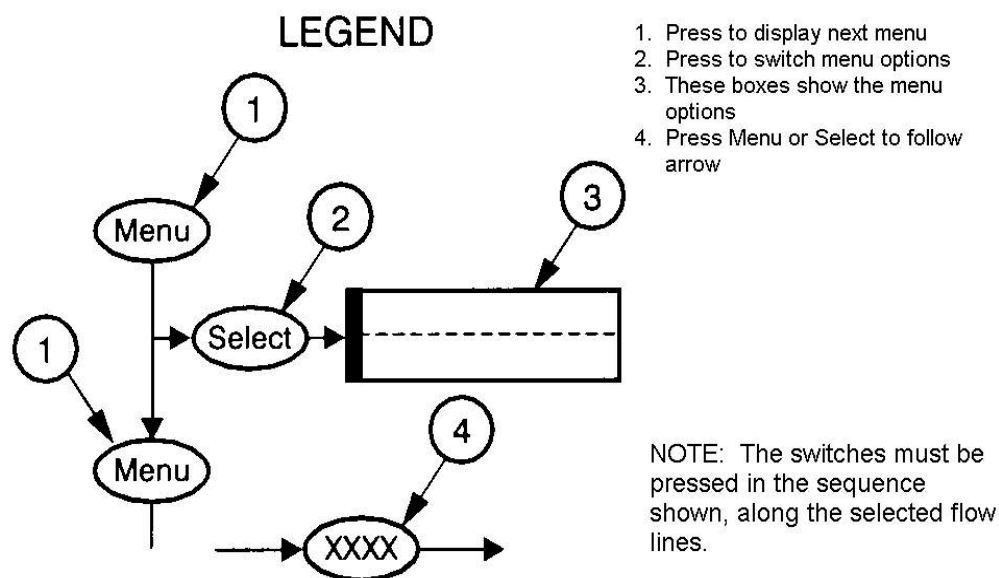 LEGEND
1. Press to display next menu
2. Press to switch menu options
3. These boxes show the menu
options
4. Press Menu or Select to follow
arrow
1
Menu
2
3
Select
1
Menu
4
XXXX
NOTE: The switches must be
pressed in the sequence
shown, along the selected flow
lines.